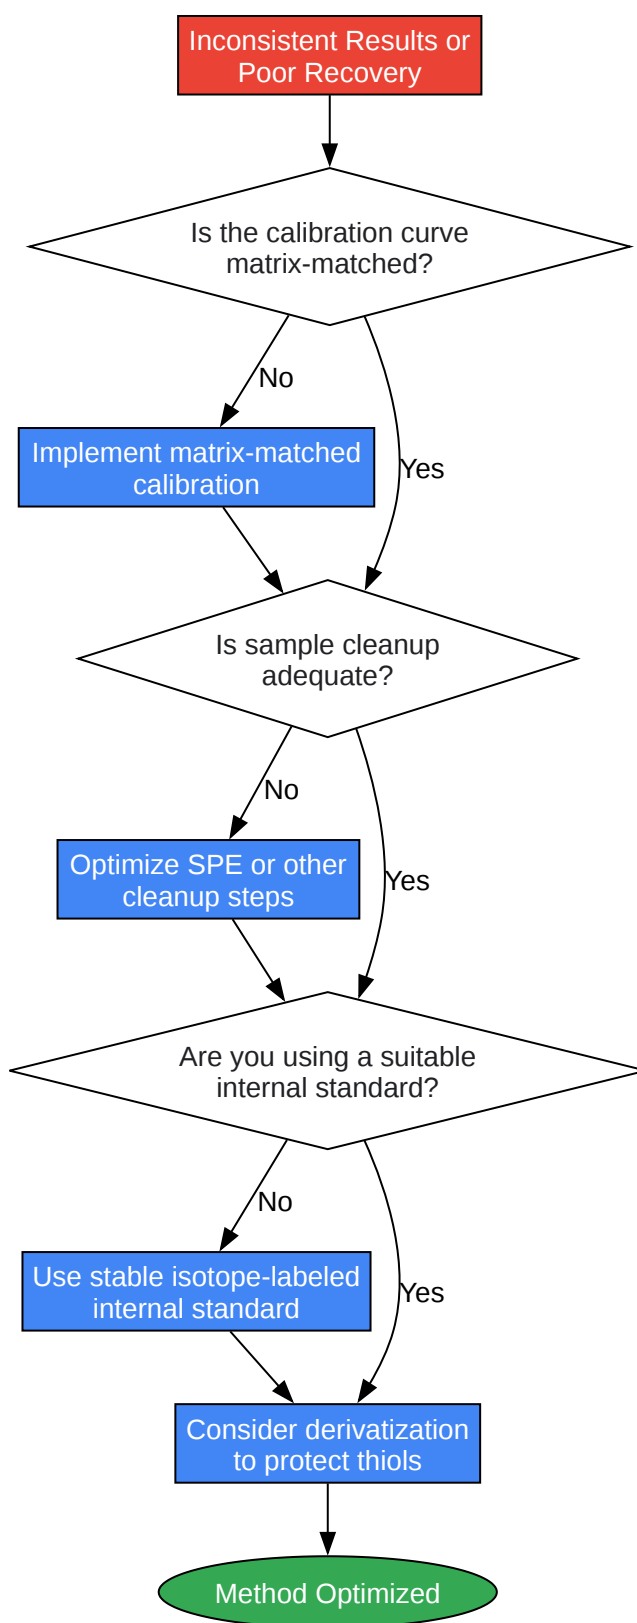 Inconsistent Results or
Poor Recovery
Is the calibration curve
matrix-matched?
No
Implement matrix-matched
calibration
Yes
Is sample cleanup
adequate?
No
Optimize SPE or other
cleanup steps
Yes
Are you using a suitable
internal standard?
No
Use stable isotope-labeled
internal standard
Yes
Consider derivatization
to protect thiols
Method Optimized